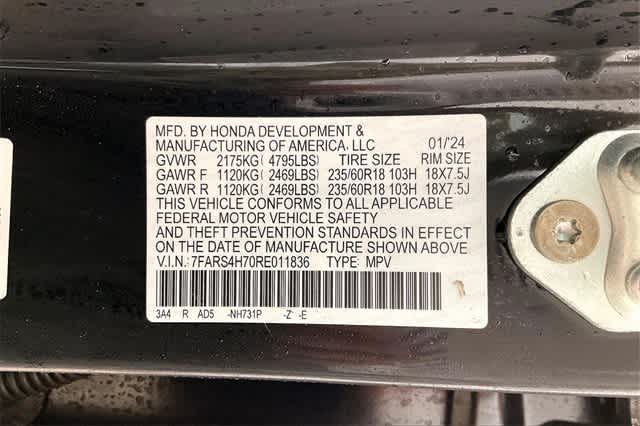 MFD. BY HONDA DEVELOPMENT &
MANUFACTURING OF AMERICA, LLC 01/'24
GVWR 2175KG( 4795LBS) TIRE SIZE RIM SIZE
GAWR F 1120KG( 2469LBS) 235/60R18 103H 18X7.5J
GAWR R 1120KG( 2469LBS) 235/60R18 103H 18X7.5J
THIS VEHICLE CONFORMS TO ALL APPLICABLE
FEDERAL MOTOR VEHICLE SAFETY
AND THEFT PREVENTION STANDARDS IN EFFECT
ON THE DATE OF MANUFACTURE SHOWN ABOVE
V.I.N.: 7FARS4H70RE011836 TYPE: MPV
3A4 R AD5 -NH731P -Z -E